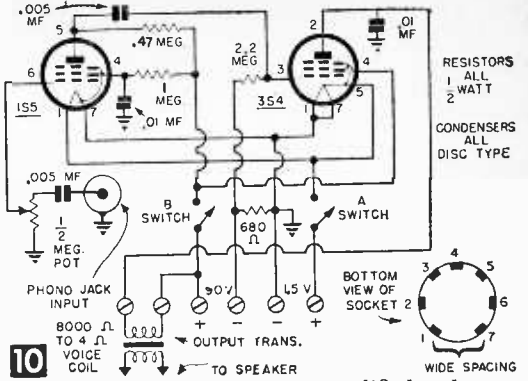 .005
MF
5
.47 MEG
2
.01
MF
6
4
1S5
1
7
1
MEG
.01 MF
2.2
MEG
3
3S4
4
5
1
7
RESISTORS
ALL
1/2
WATT
CONDENSERS
ALL
DISC TYPE
.005 MF
1/2
MEG.
POT
PHONO JACK
INPUT
B
SWITCH
680
Ω
A
SWITCH
90V
1.5 V
+ - - +
8000 Ω
TO 4 Ω
VOICE
COIL
OUTPUT TRANS.
TO SPEAKER
BOTTOM
VIEW OF
SOCKET 2
1
3
4
5
6
7
WIDE SPACING
10